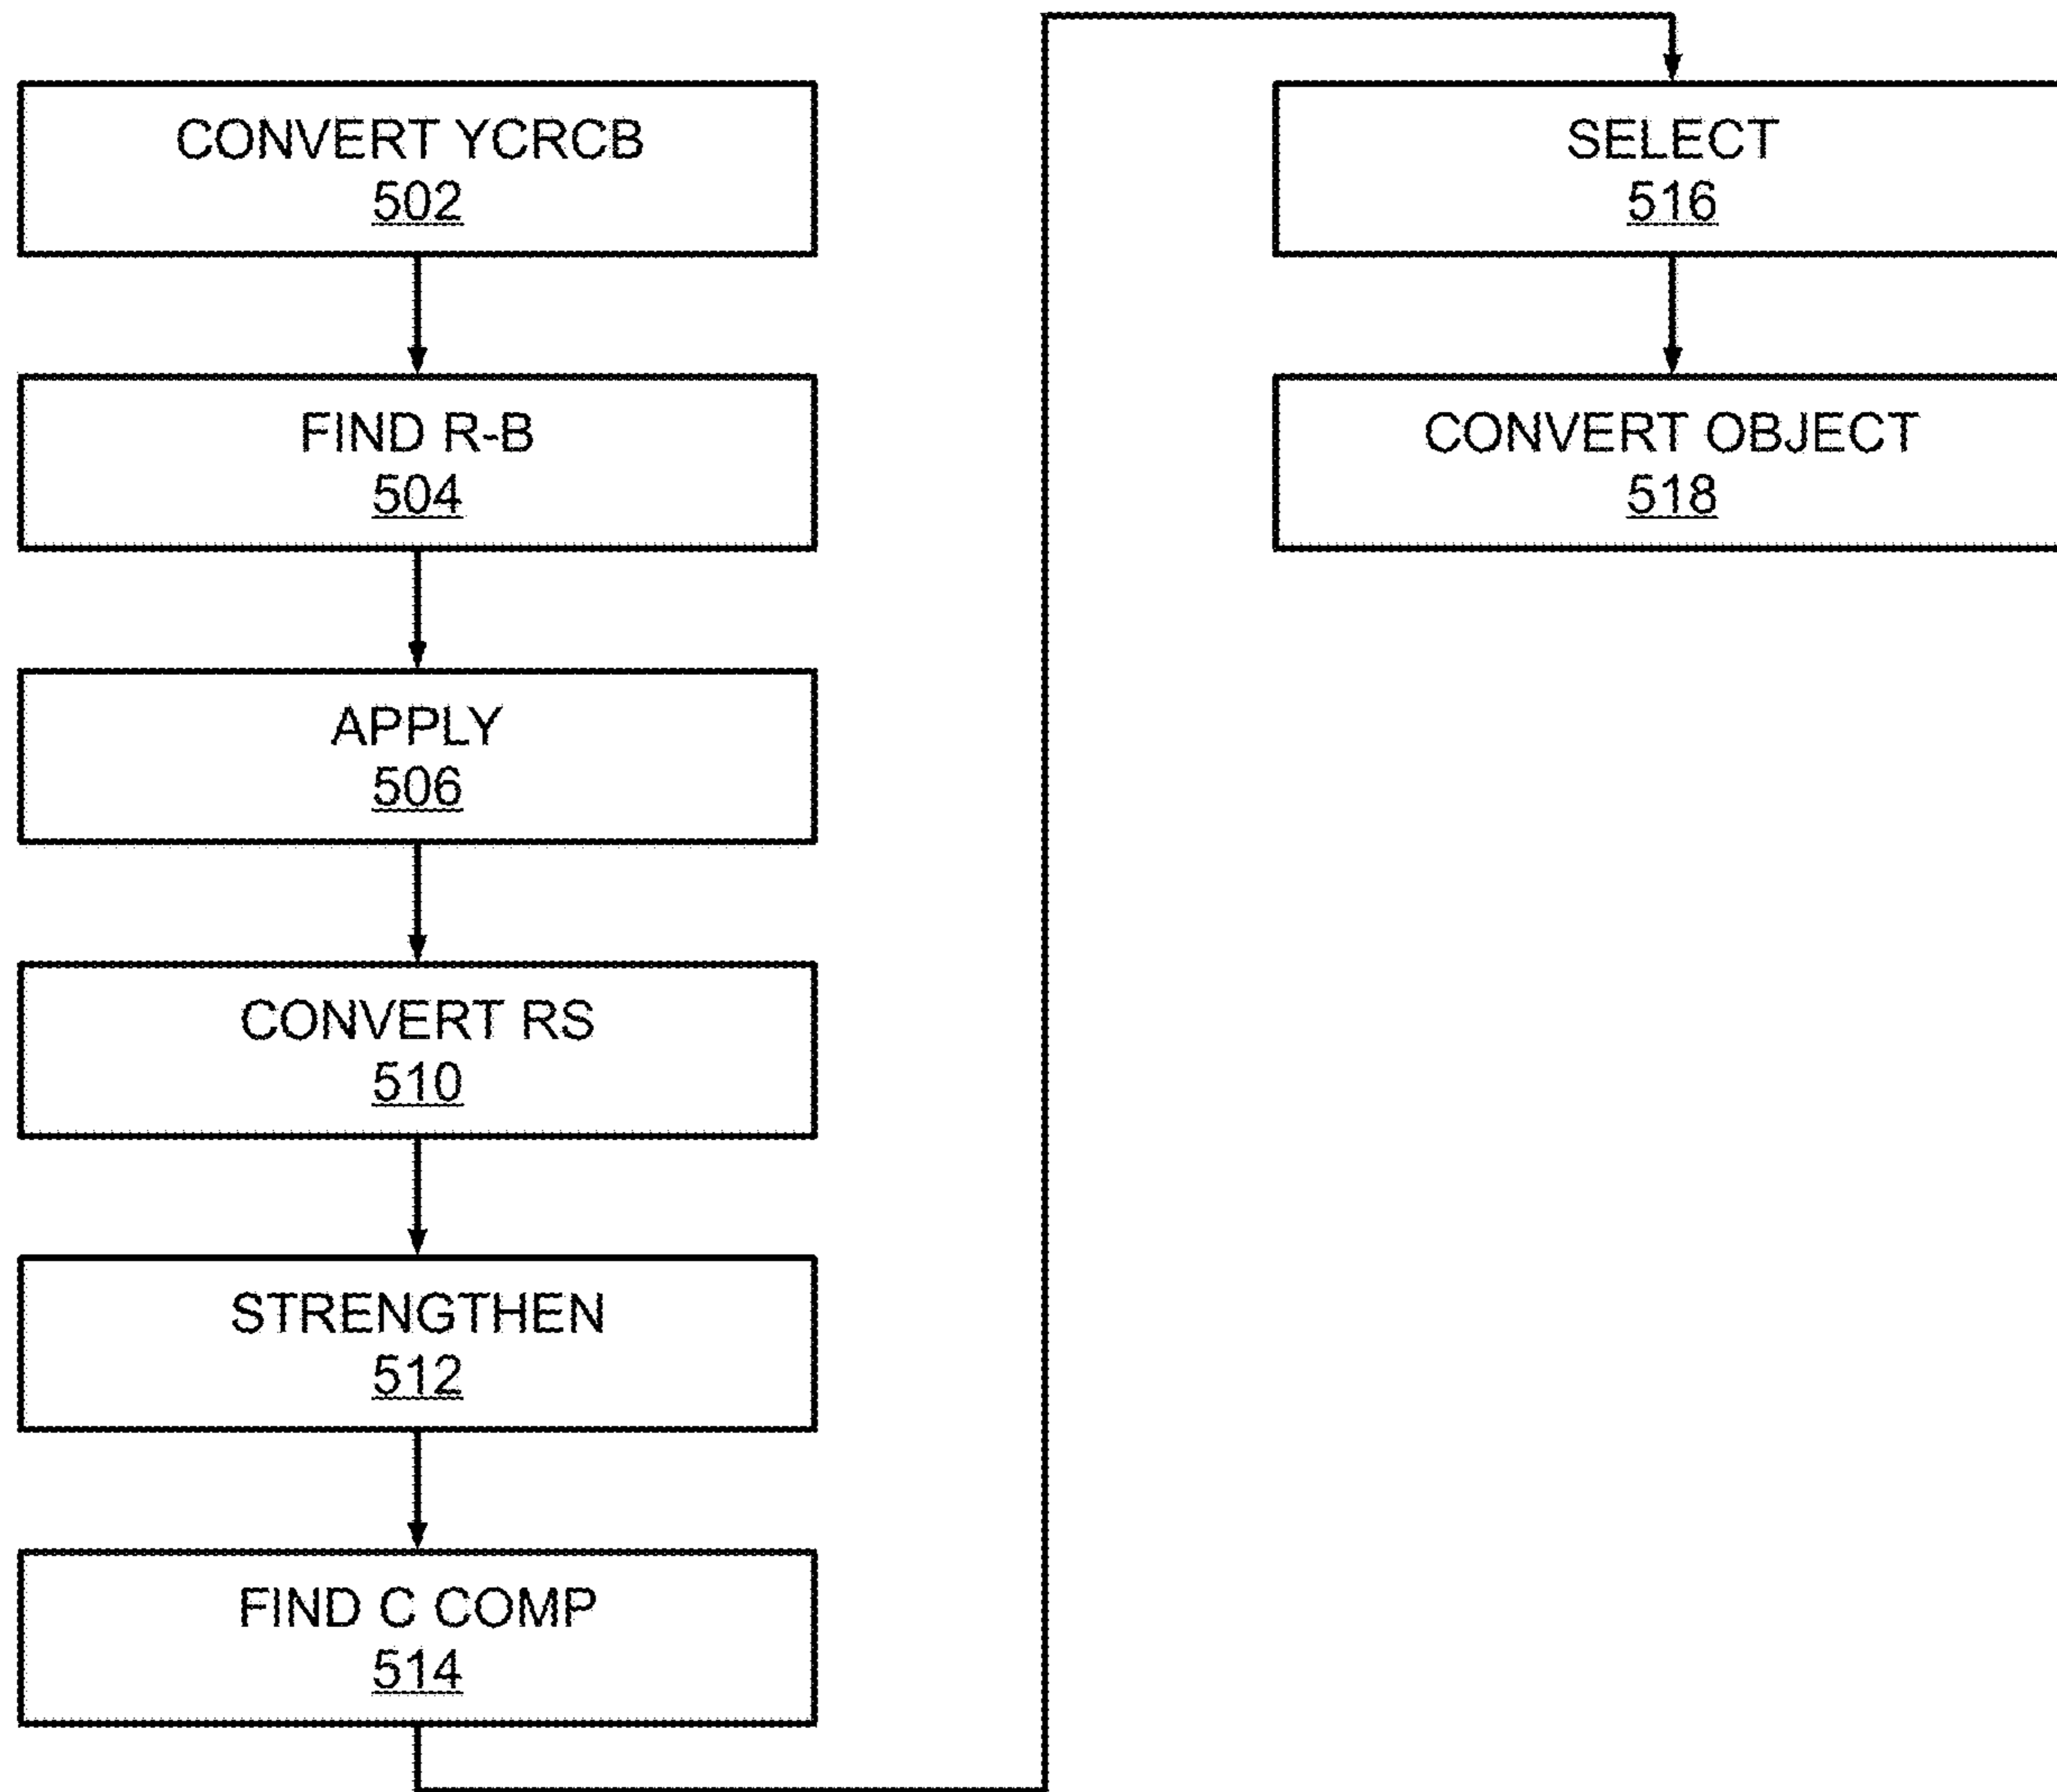 CONVERT YCRCB
502
FIND R-B
504
APPLY
506
CONVERT RS
510
STRENGTHEN
512
FIND C COMP
514
SELECT
516
CONVERT OBJECT
518